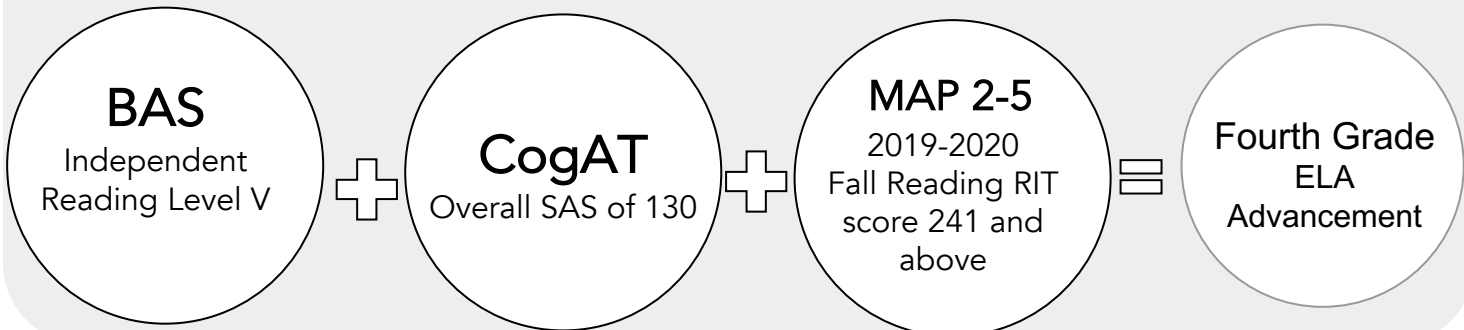 BAS
Independent
Reading Level V
CogAT
Overall SAS of 130
MAP 2-5
2019-2020
Fall Reading RIT
score 241 and
above
Fourth Grade
ELA
Advancement